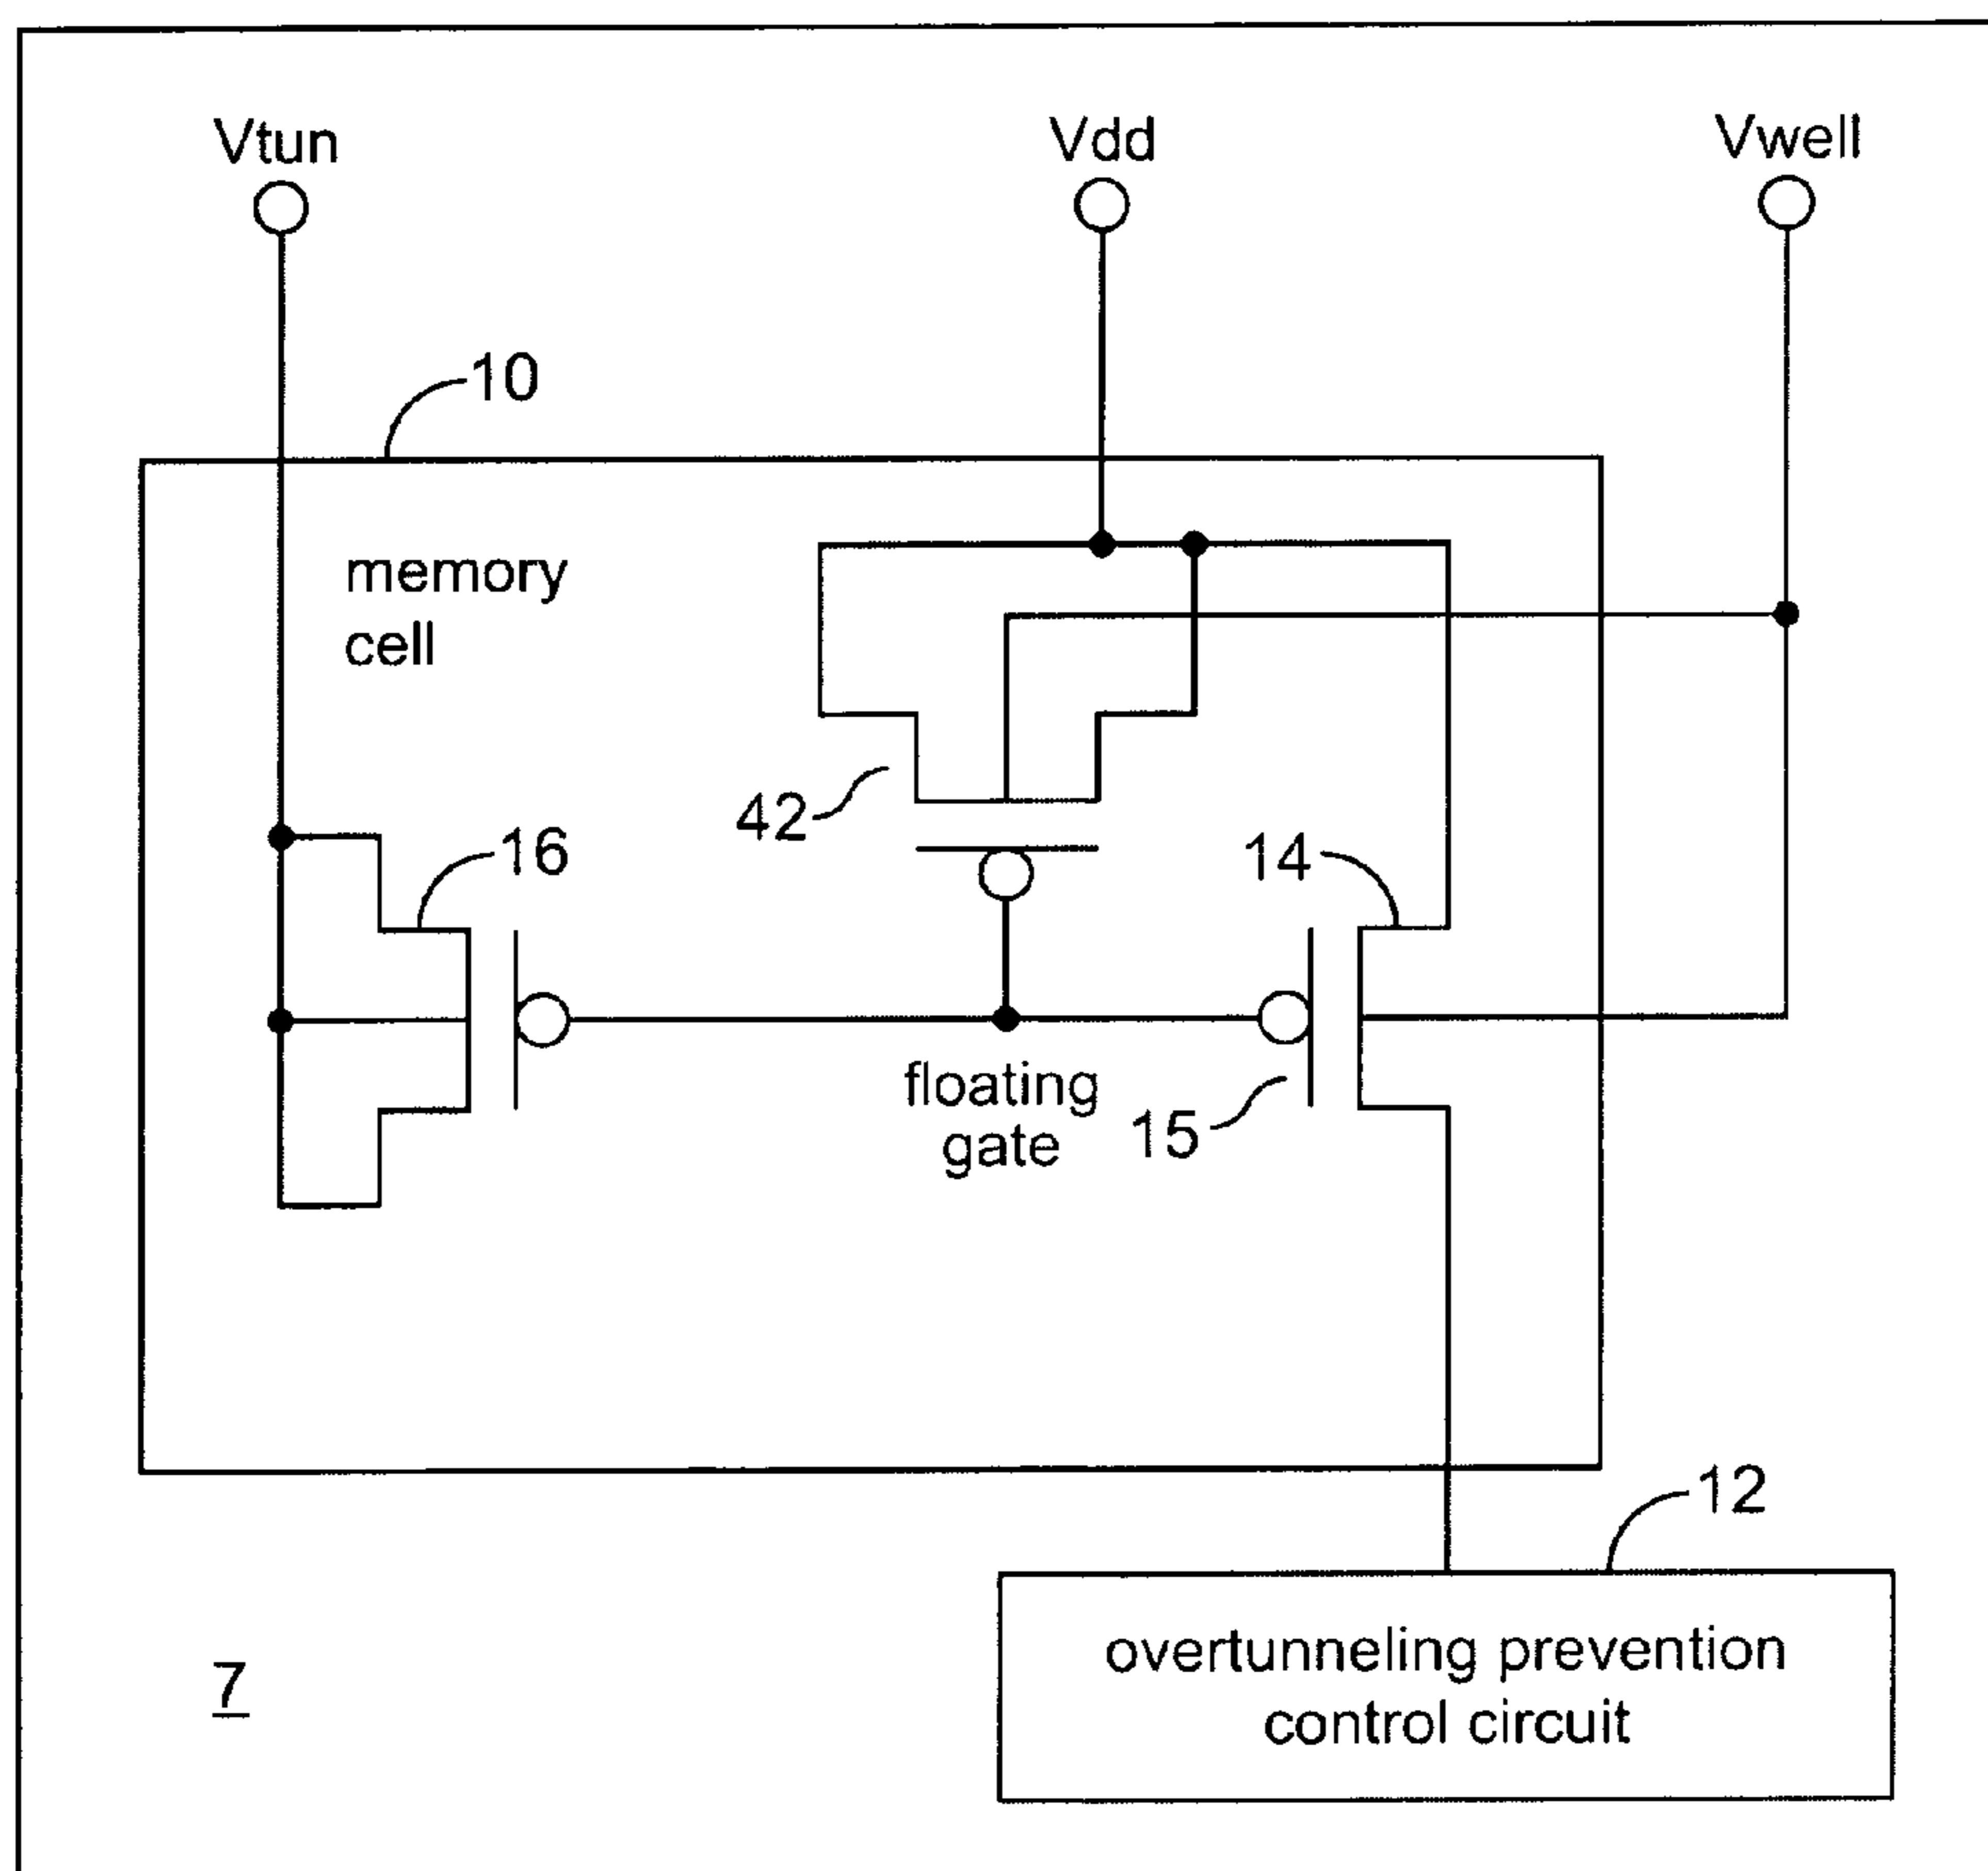 Vtun
Vdd
Vwell
10
memory
cell
42
16
14
floating
gate
15
12
overtunneling prevention
control circuit
7